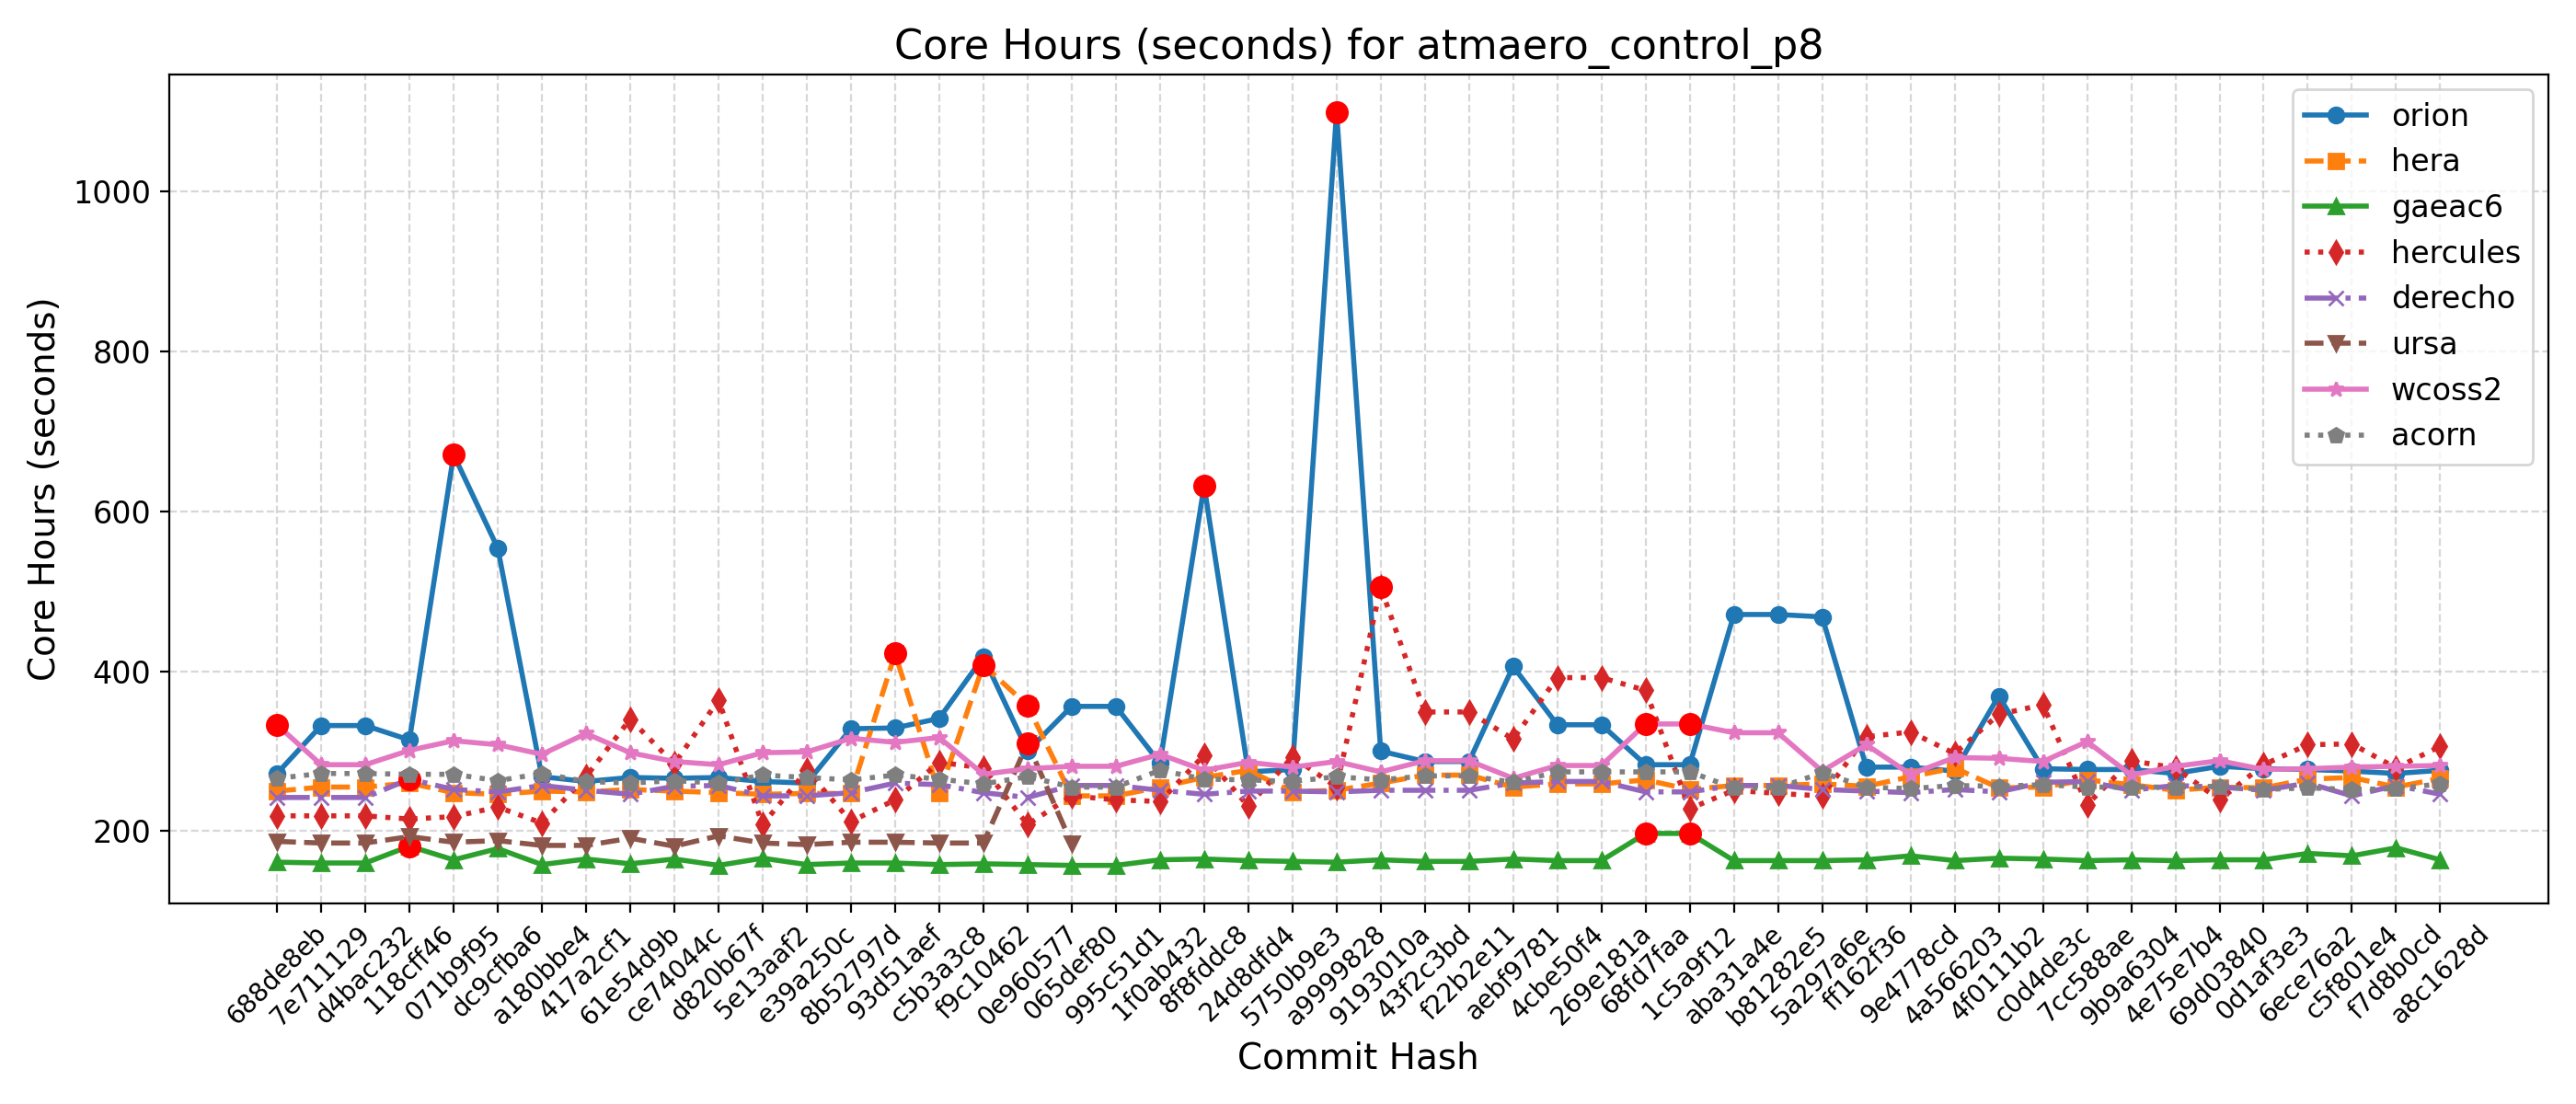 Core Hours (seconds) for atmaero_control_p8
Core Hours (seconds)
1000
800
600
400
200
orion
hera
gaeac6
hercules
derecho
ursa
wcoss2
acorn
688de8eb
7e711129
d4bac232
118cff46
071b9f95
dc9cfba6
a180bbe4
417a2cf1
61e54d9b
ce74044c
d820b67f
5e13aaf2
e39a250c
8b52797d
93d51aef
c5b3a3c8
f9c10462
0e960577
065def80
995c51d1
1f0ab432
8f8fddc8
24d8dfd4
5750b9e3
a9999828
9193010a
43f2c3bd
f22b2e11
aebf9781
4cbe50f4
269e181a
68fd7faa
1c5a9f12
aba31a4e
b81282e5
5a297a6e
ff162f36
9e4778cd
4a566203
4f0111b2
c0d4de3c
7cc588ae
9b9a6304
4e75e7b4
69d03840
0d1af3e3
6ece76a2
c5f801e4
f7d8b0cd
a8c1628d
Commit Hash